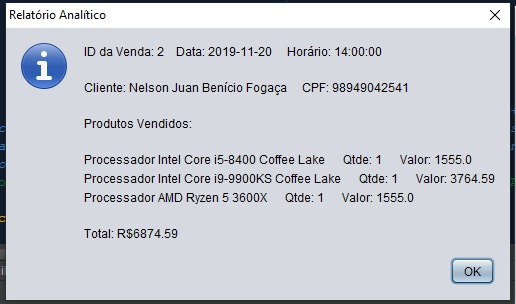 Relatório Analítico
ID da Venda: 2 Data: 2019-11-20 Horário: 14:00:00
Cliente: Nelson Juan Benício Fogaça CPF: 98949042541
Produtos Vendidos:
Processador Intel Core i5-8400 Coffee Lake Qtde: 1 Valor: 1555.0
Processador Intel Core i9-9900KS Coffee Lake Qtde: 1 Valor: 3764.59
Processador AMD Ryzen 5 3600X Qtde: 1 Valor: 1555.0
Total: R$6874.59
OK